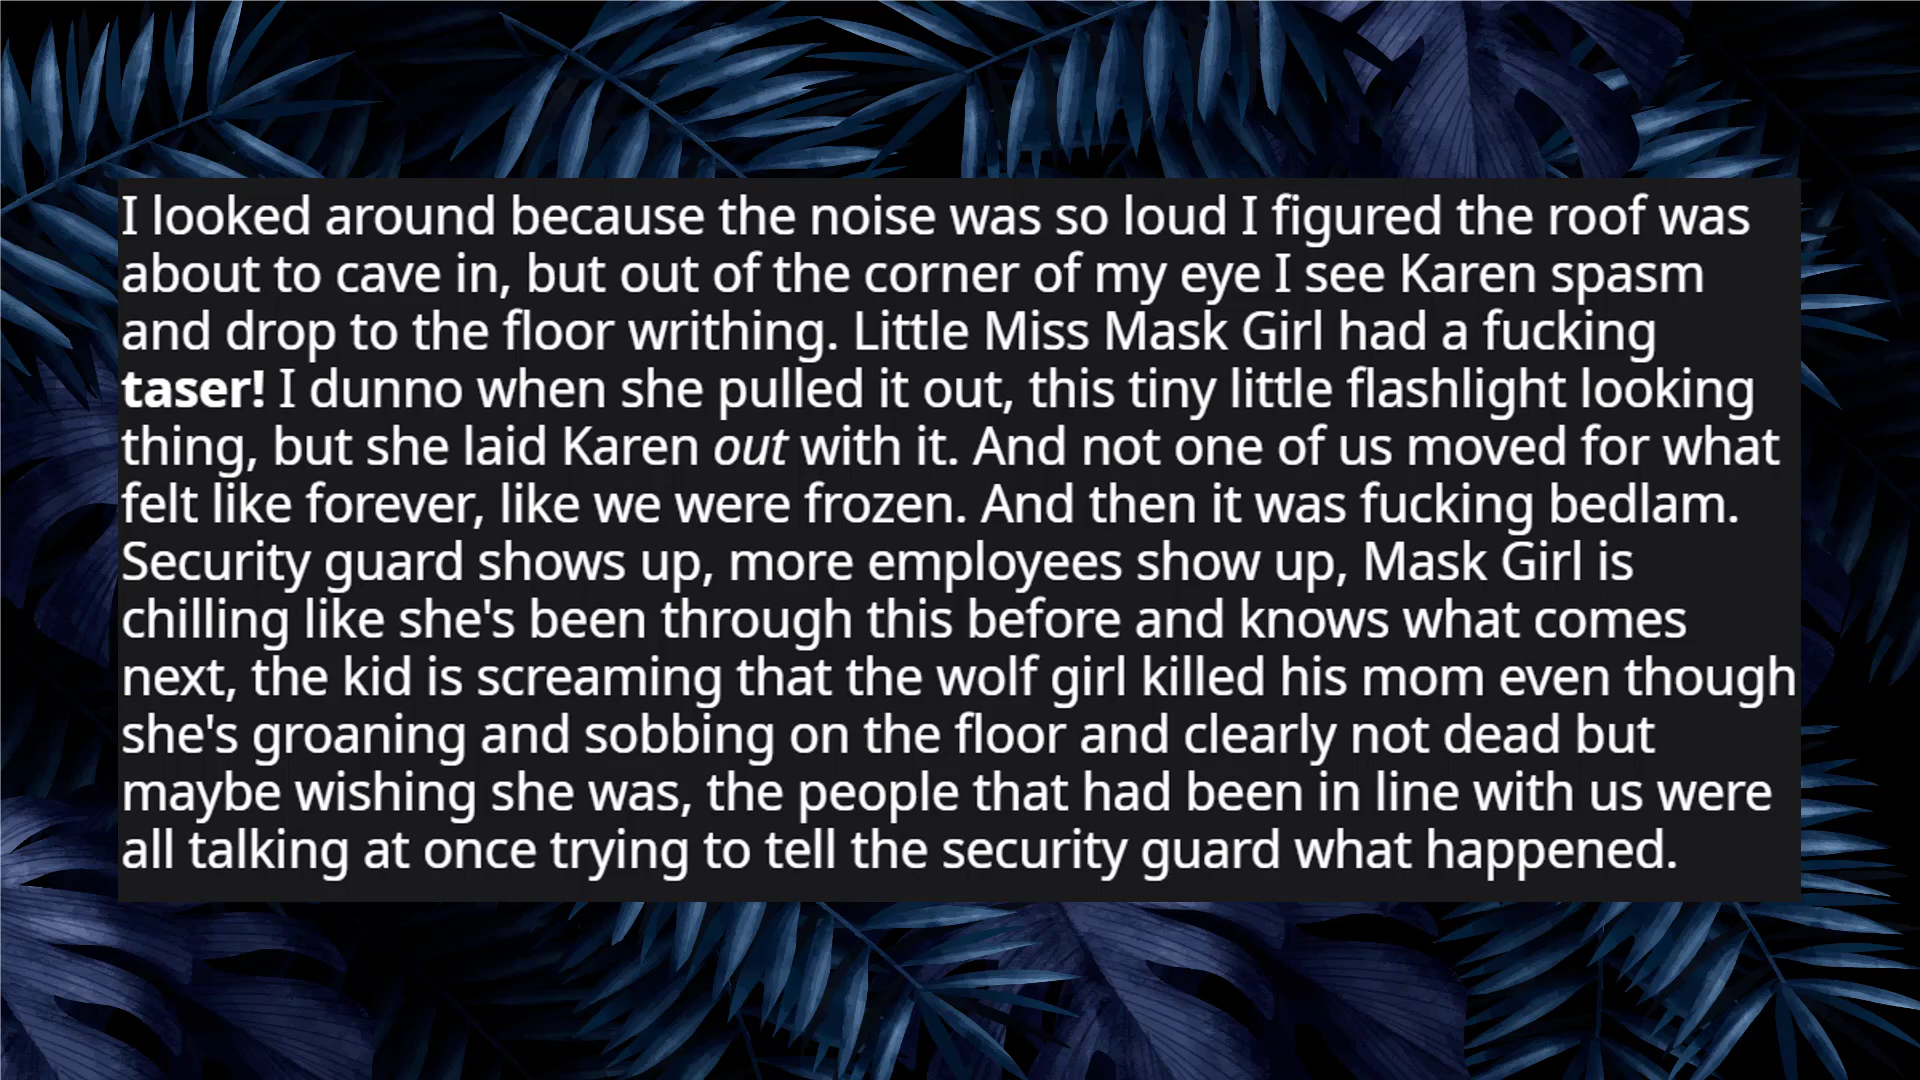 I looked around because the noise was so loud I figured the roof was
about to cave in, but out of the corner of my eye I see Karen spasm
and drop to the floor writhing. Little Miss Mask Girl had a fucking
taser! I dunno when she pulled it out, this tiny little flashlight looking
thing, but she laid Karen out with it. And not one of us moved for what
felt like forever, like we were frozen. And then it was fucking bedlam.
Security guard shows up, more employees show up, Mask Girl is
chilling like she's been through this before and knows what comes
next, the kid is screaming that the wolf girl killed his mom even though
she's groaning and sobbing on the floor and clearly not dead but
maybe wishing she was, the people that had been in line with us were
all talking at once trying to tell the security guard what happened.